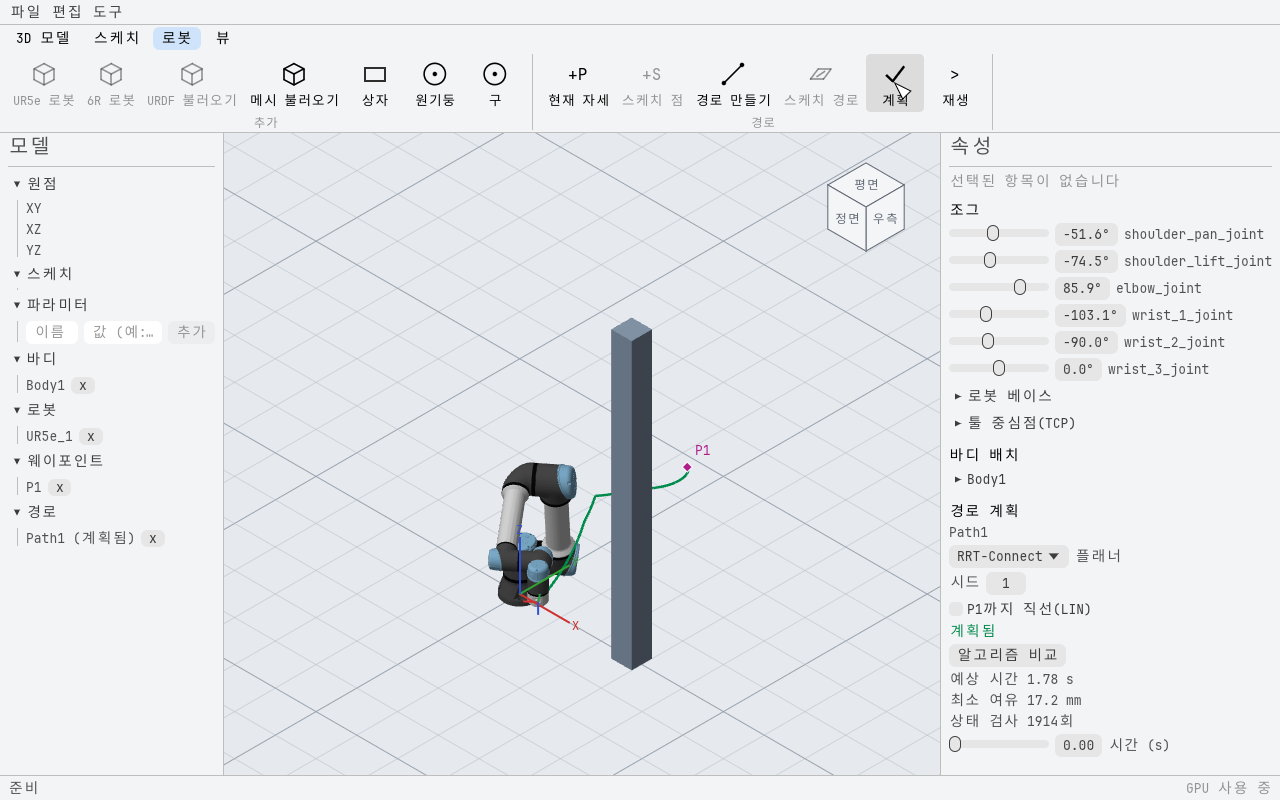 파일 편집 도구
3D 모델 스케치 로봇 뷰
UR5e 로봇 6R 로봇 URDF 불러오기 메시 불러오기 상자 원기둥 구 +P 현재 자세 +S 스케치 점 경로 만들기 스케치 경로 계획 > 재생
추가 경로
모델
▼ 원점
XY
XZ
YZ
▼ 스케치
▼ 파라미터
이름 값 (예:… 추가
▼ 바디
Body1 x
▼ 로봇
UR5e_1 x
▼ 웨이포인트
P1 x
▼ 경로
Path1 (계획됨) x
평면
정면 우측
P1
X
속성
선택된 항목이 없습니다
조그
-51.6° shoulder_pan_joint
-74.5° shoulder_lift_joint
85.9° elbow_joint
-103.1° wrist_1_joint
-90.0° wrist_2_joint
0.0° wrist_3_joint
▶ 로봇 베이스
▶ 툴 중심점(TCP)
바디 배치
▶ Body1
경로 계획
Path1
RRT-Connect ▼ 플래너
시드 1
P1까지 직선(LIN)
계획됨
알고리즘 비교
예상 시간 1.78 s
최소 여유 17.2 mm
상태 검사 1914회
0.00 시간 (s)
준비
GPU 사용 중